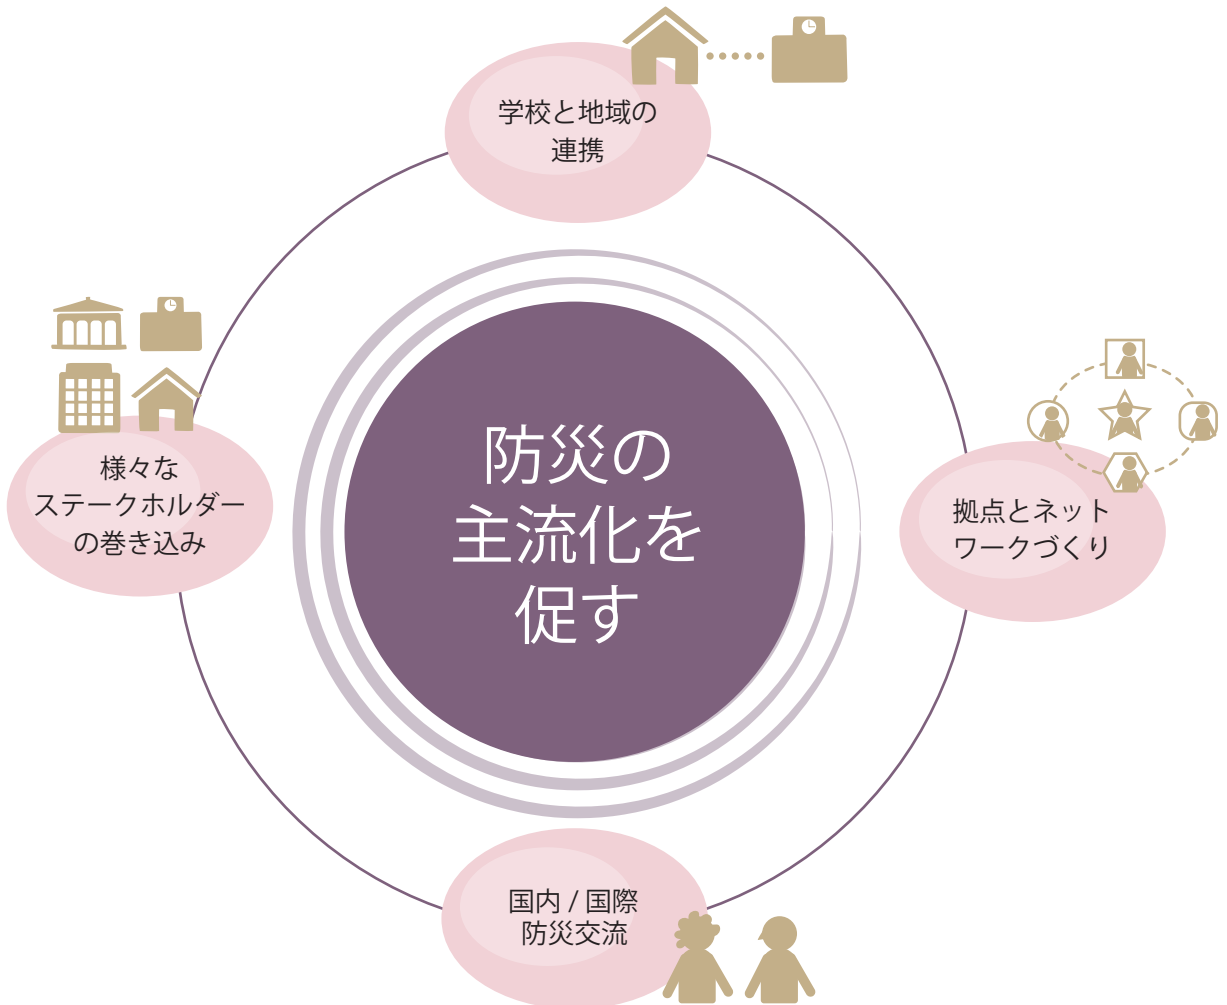 学校と地域の
連携
様々な
ステークホルダー
の巻き込み
防災の
主流化を
促す
拠点とネット
ワークづくり
国内 / 国際
防災交流